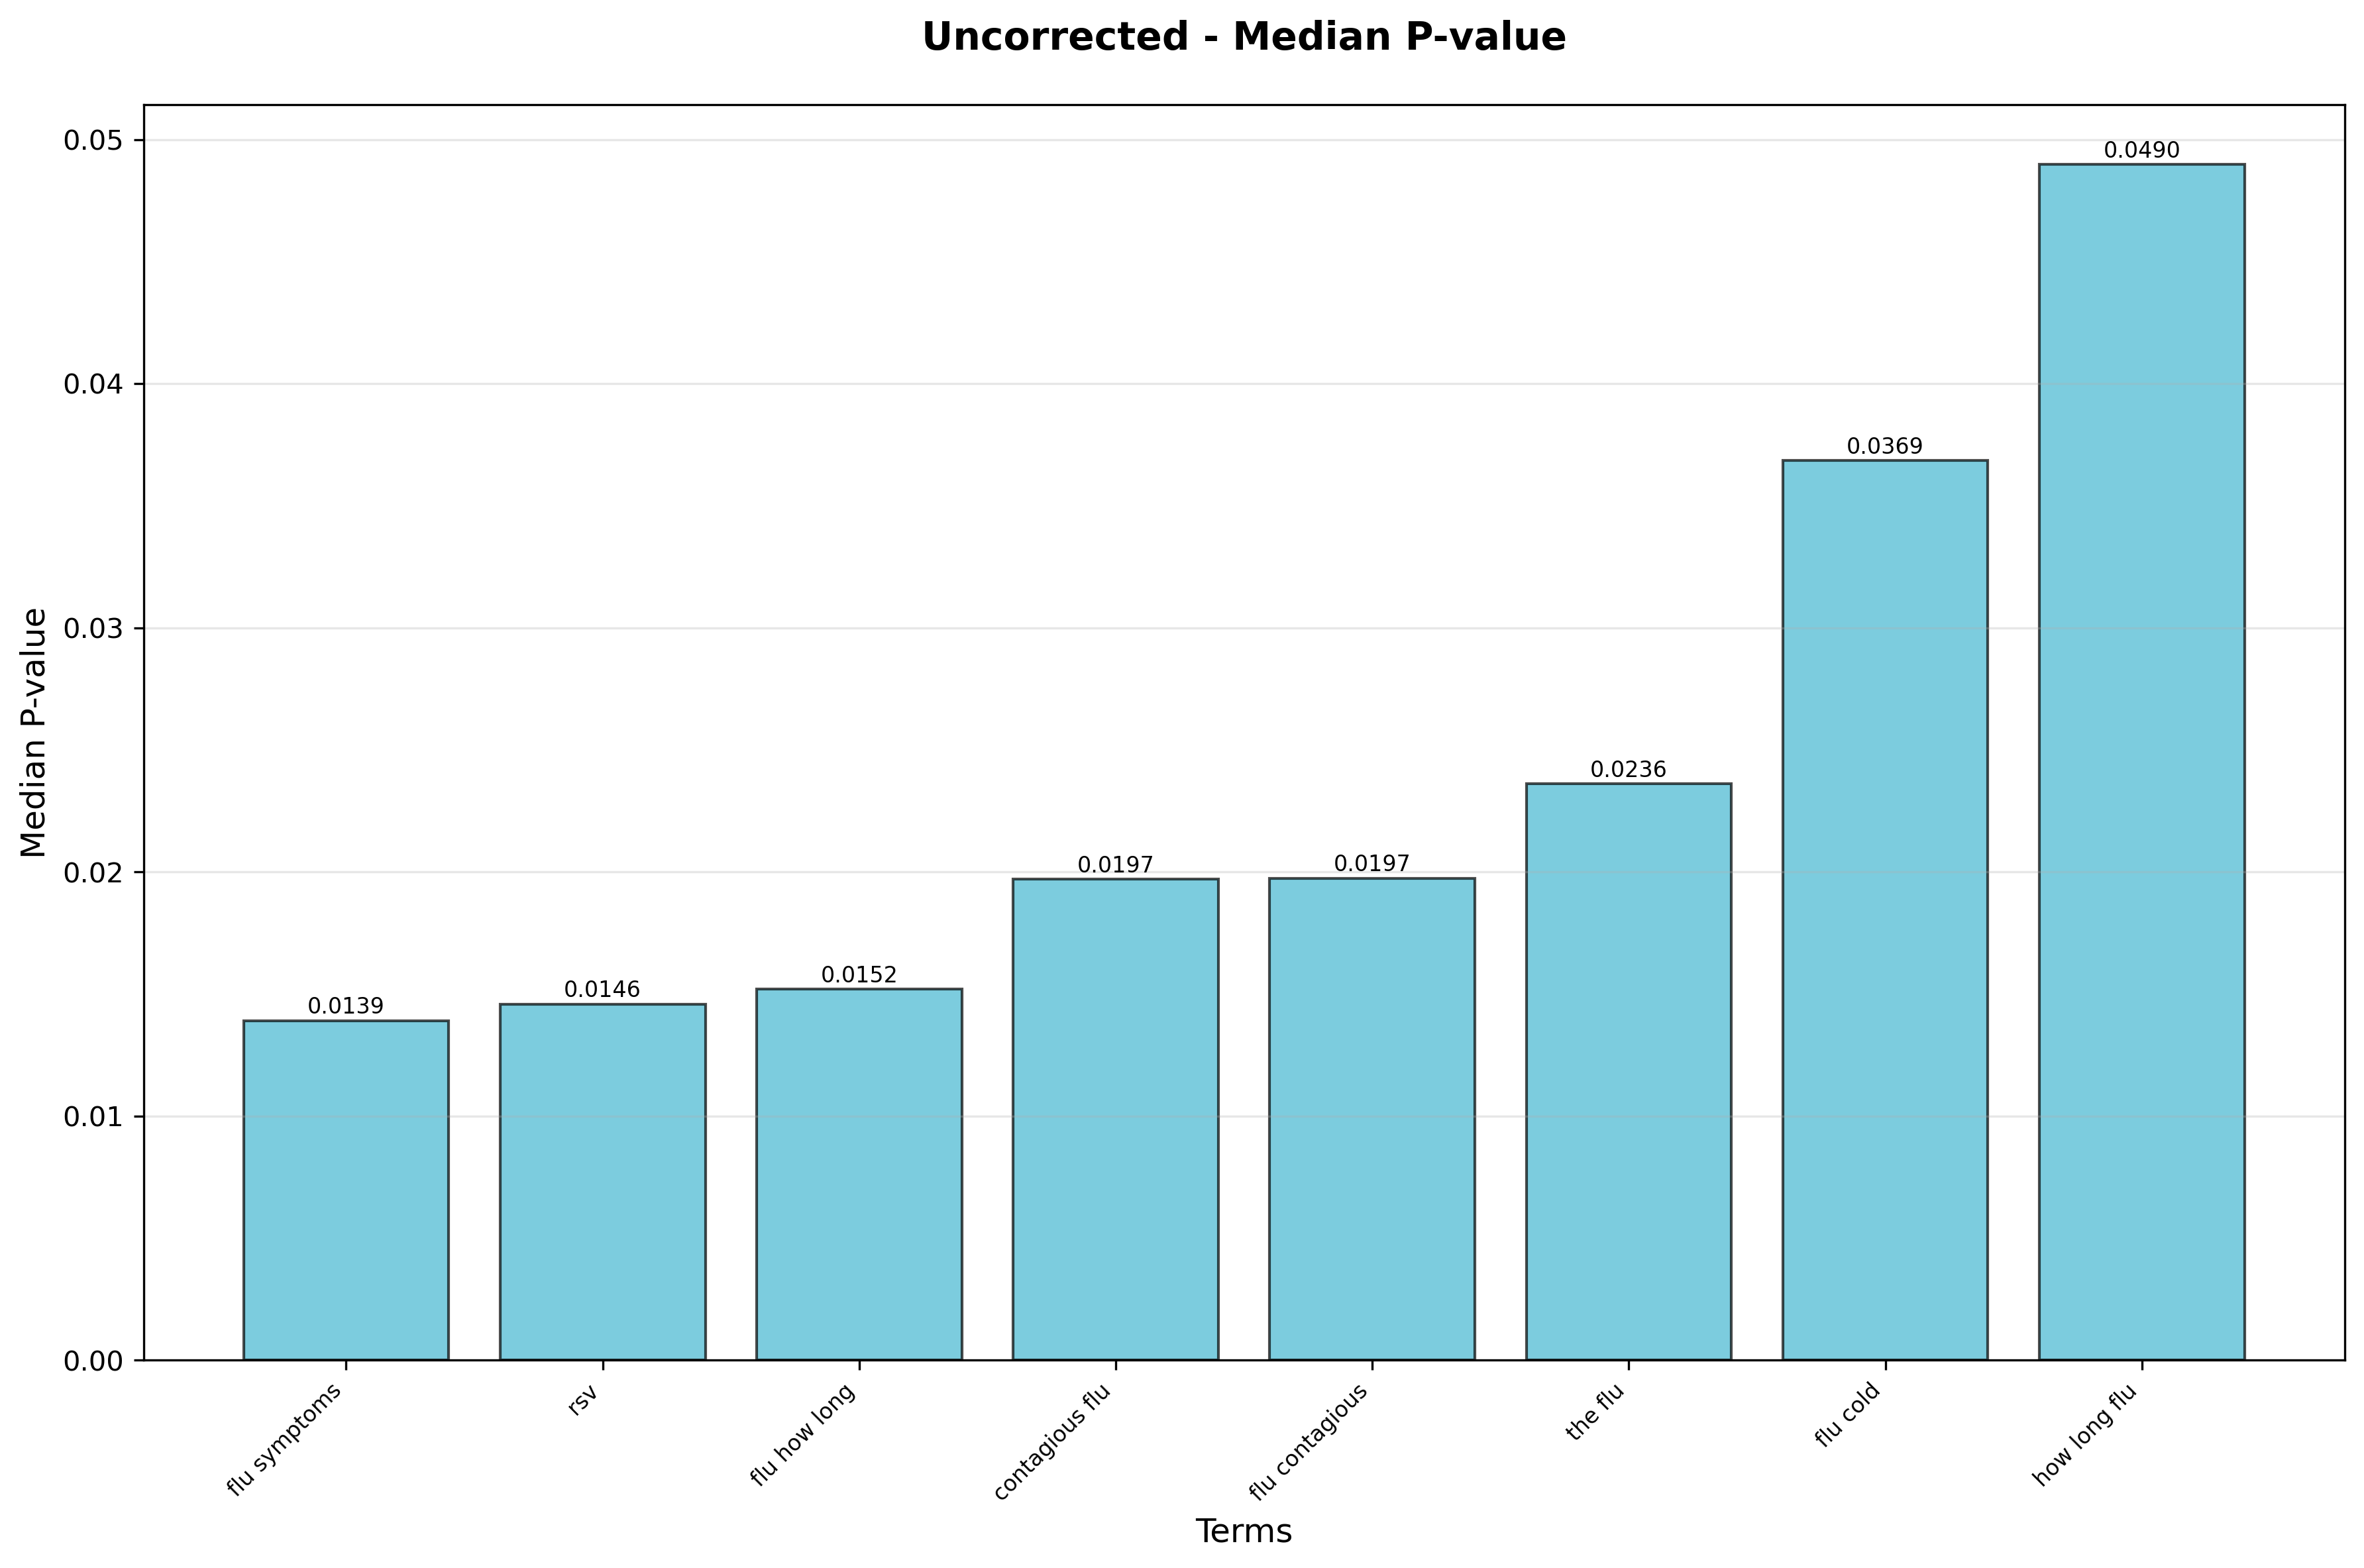 Uncorrected - Median P-value
Median P-value
0.05
0.04
0.03
0.02
0.01
0.00
0.0139
0.0146
0.0152
0.0197
0.0197
0.0236
0.0369
0.0490
flu symptoms
rsv
flu how long
contagious flu
flu contagious
the flu
flu cold
how long flu
Terms